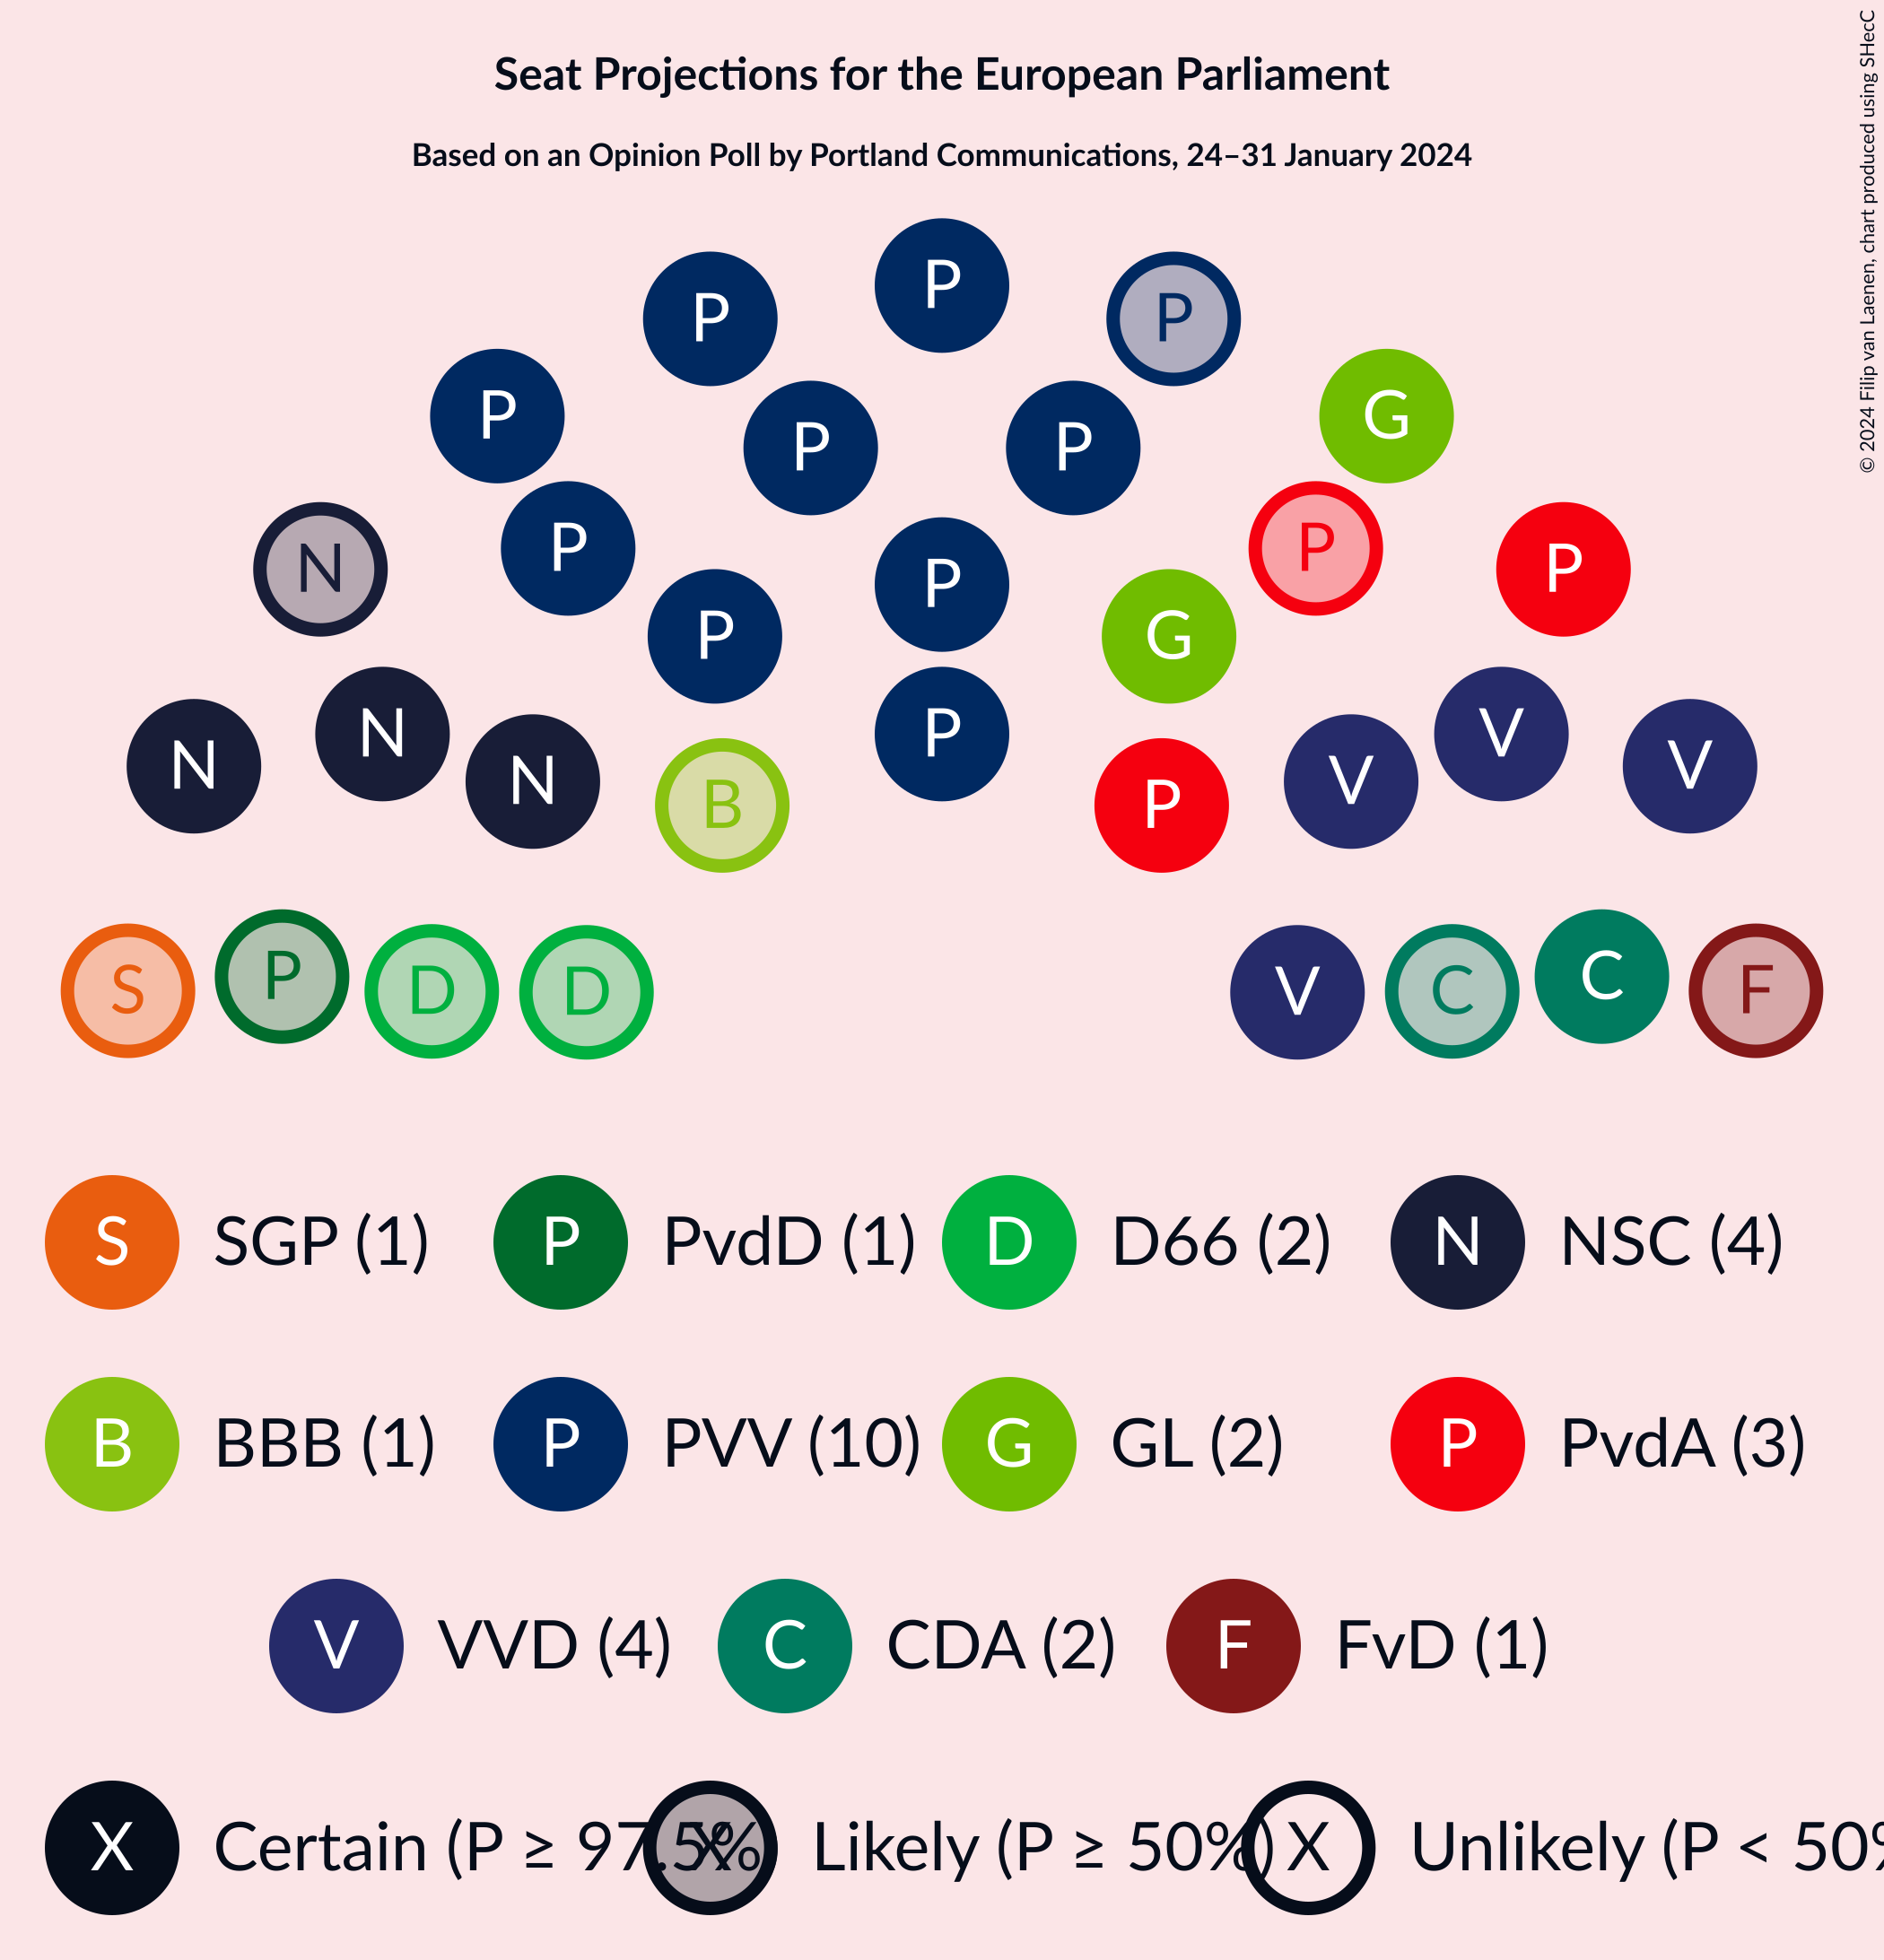 Seat Projections for the European Parliament
Based on an Opinion Poll by Portland Communications, 24–31 January 2024
© 2024 Filip van Laenen, chart produced using SHecC
P
P P
P G
P P
P P P
N P P
P G
P
N N V V
N B P V
S P D D V C C F
S SGP (1) P PvdD (1) D D66 (2) N NSC (4)
B BBB (1) P PVV (10) G GL (2) P PvdA (3)
V VVD (4) C CDA (2) F FvD (1)
X Certain (P ≥ 97.5% X Likely (P ≥ 50%) X Unlikely (P < 50%